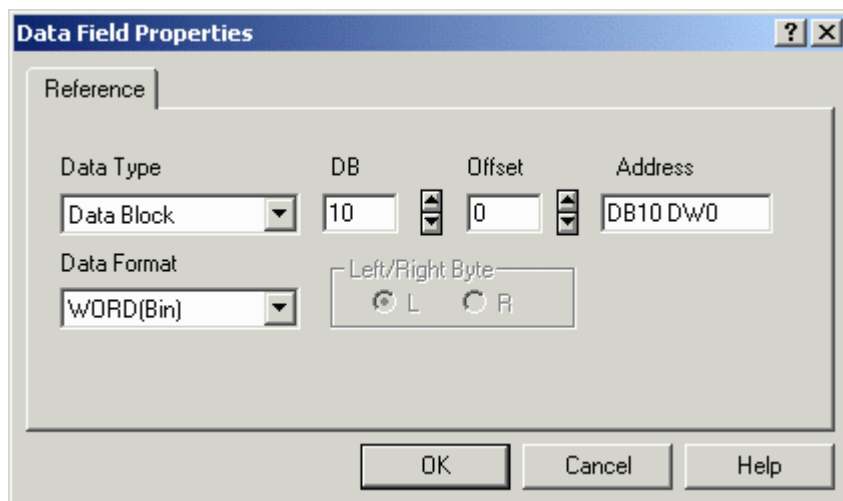 Data Field Properties
Reference
Data Type DB Offset Address
Data Block 10 0 DB10 DW0
Data Format Left/Right Byte
WORD(Bin) L R
OK Cancel Help